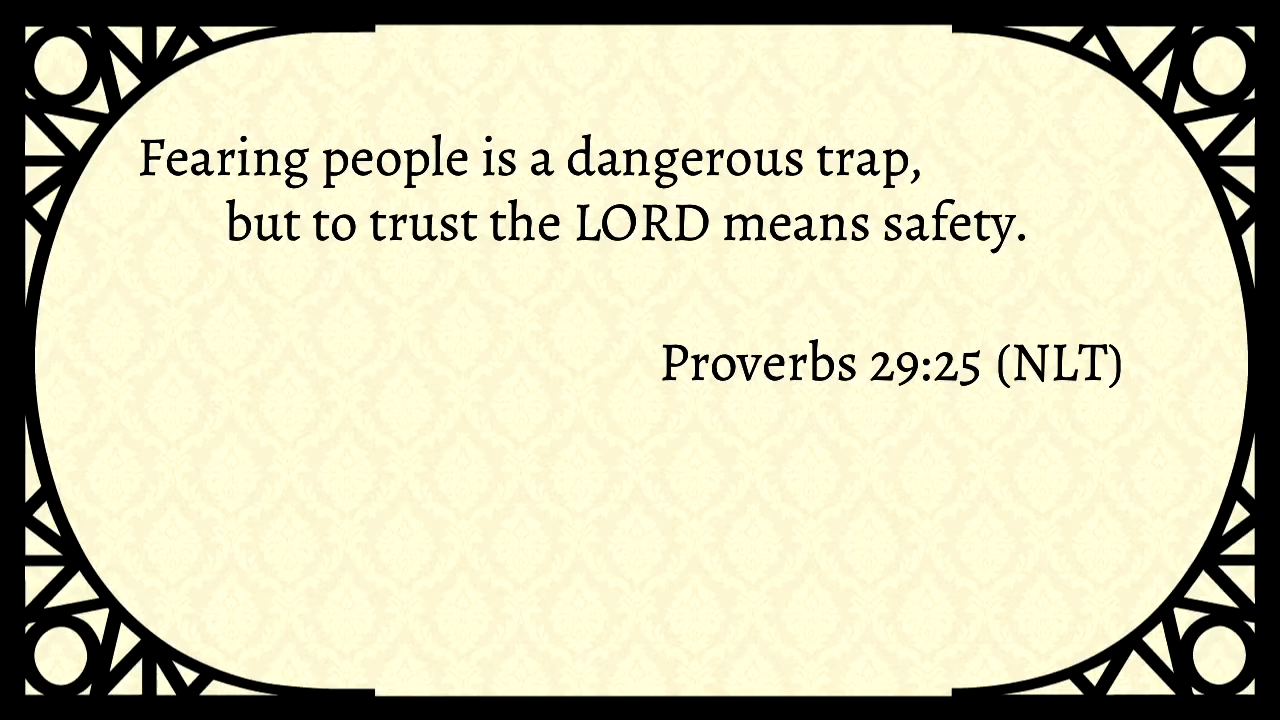 Fearing people is a dangerous trap,
but to trust the LORD means safety.
Proverbs 29:25 (NLT)